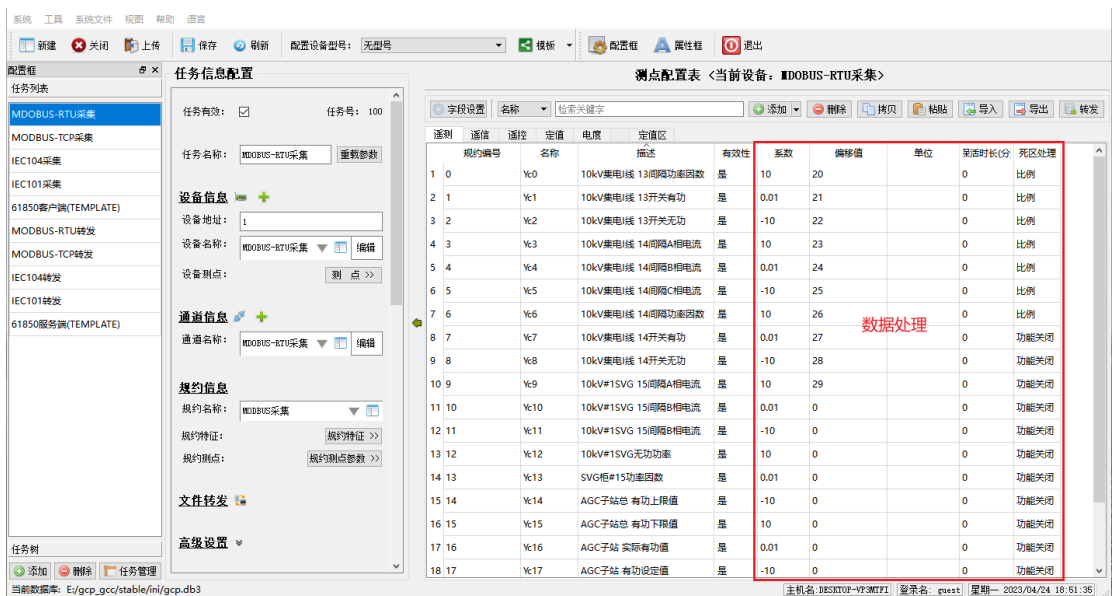 系统 工具 系统文件 视图 帮助 语言
新建 关闭 上传 保存 刷新 配置设备型号: 无型号 模板 配置框 属性框 退出
配置框
任务列表
MDOBUS-RTU采集
MODBUS-TCP采集
IEC104采集
IEC101采集
61850客户端(TEMPLATE)
MODBUS-RTU转发
MODBUS-TCP转发
IEC104转发
IEC101转发
61850服务端(TEMPLATE)
任务树
添加 删除 任务管理
任务信息配置
任务有效: 任务号: 100
任务名称: MDOBUS-RTU采集 重载参数
设备信息
设备地址: 1
设备名称: MDOBUS-RTU采集 编辑
设备测点: 测 点 >>
通道信息
通道名称: MDOBUS-RTU采集 编辑
规约信息
规约名称: MODBUS采集
规约特征: 规约特征 >>
规约测点: 规约测点参数 >>
文件转发
高级设置
测点配置表 <当前设备: MDOBUS-RTU采集>
字段设置 名称 检索关键字 添加 删除 拷贝 粘贴 导入 导出 转发
遥测 遥信 遥控 定值 电度 定值区
规约编号 名称 描述 有效性 系数 偏移值 单位 死区处理
1 0 Yc0 10kV集电I线 13间隔功率因数 是 10 20 0 比例
2 1 Yc1 10kV集电I线 13开关有功 是 0.01 21 0 比例
3 2 Yc2 10kV集电I线 13开关无功 是 -10 22 0 比例
4 3 Yc3 10kV集电I线 14间隔A相电流 是 10 23 0 比例
5 4 Yc4 10kV集电I线 14间隔B相电流 是 0.01 24 0 比例
6 5 Yc5 10kV集电I线 14间隔C相电流 是 -10 25 0 比例
7 6 Yc6 10kV集电I线 14间隔功率因数 是 10 26 0 比例
数据处理
8 7 Yc7 10kV集电I线 14开关有功 是 0.01 27 0 功能关闭
9 8 Yc8 10kV集电I线 14开关无功 是 -10 28 0 功能关闭
10 9 Yc9 10kV#1SVG 15间隔A相电流 是 10 29 0 功能关闭
11 10 Yc10 10kV#1SVG 15间隔B相电流 是 0.01 0 0 功能关闭
12 11 Yc11 10kV#1SVG 15间隔B相电流 是 -10 0 0 功能关闭
13 12 Yc12 10kV#1SVG无功功率 是 10 0 0 功能关闭
14 13 Yc13 SVG柜#15功率因数 是 0.01 0 0 功能关闭
15 14 Yc14 AGC子站总 有功上限值 是 -10 0 0 功能关闭
16 15 Yc15 AGC子站总 有功下限值 是 10 0 0 功能关闭
17 16 Yc16 AGC子站 实际有功值 是 0.01 0 0 功能关闭
18 17 Yc17 AGC子站 有功设定值 是 -10 0 0 功能关闭
当前数据库: E:/gcp_gcc/stable/ini/gcp.db3 主机名:DESKTOP-VP3MTFI 登录名: guest 星期一 2023/04/24 18:51:35